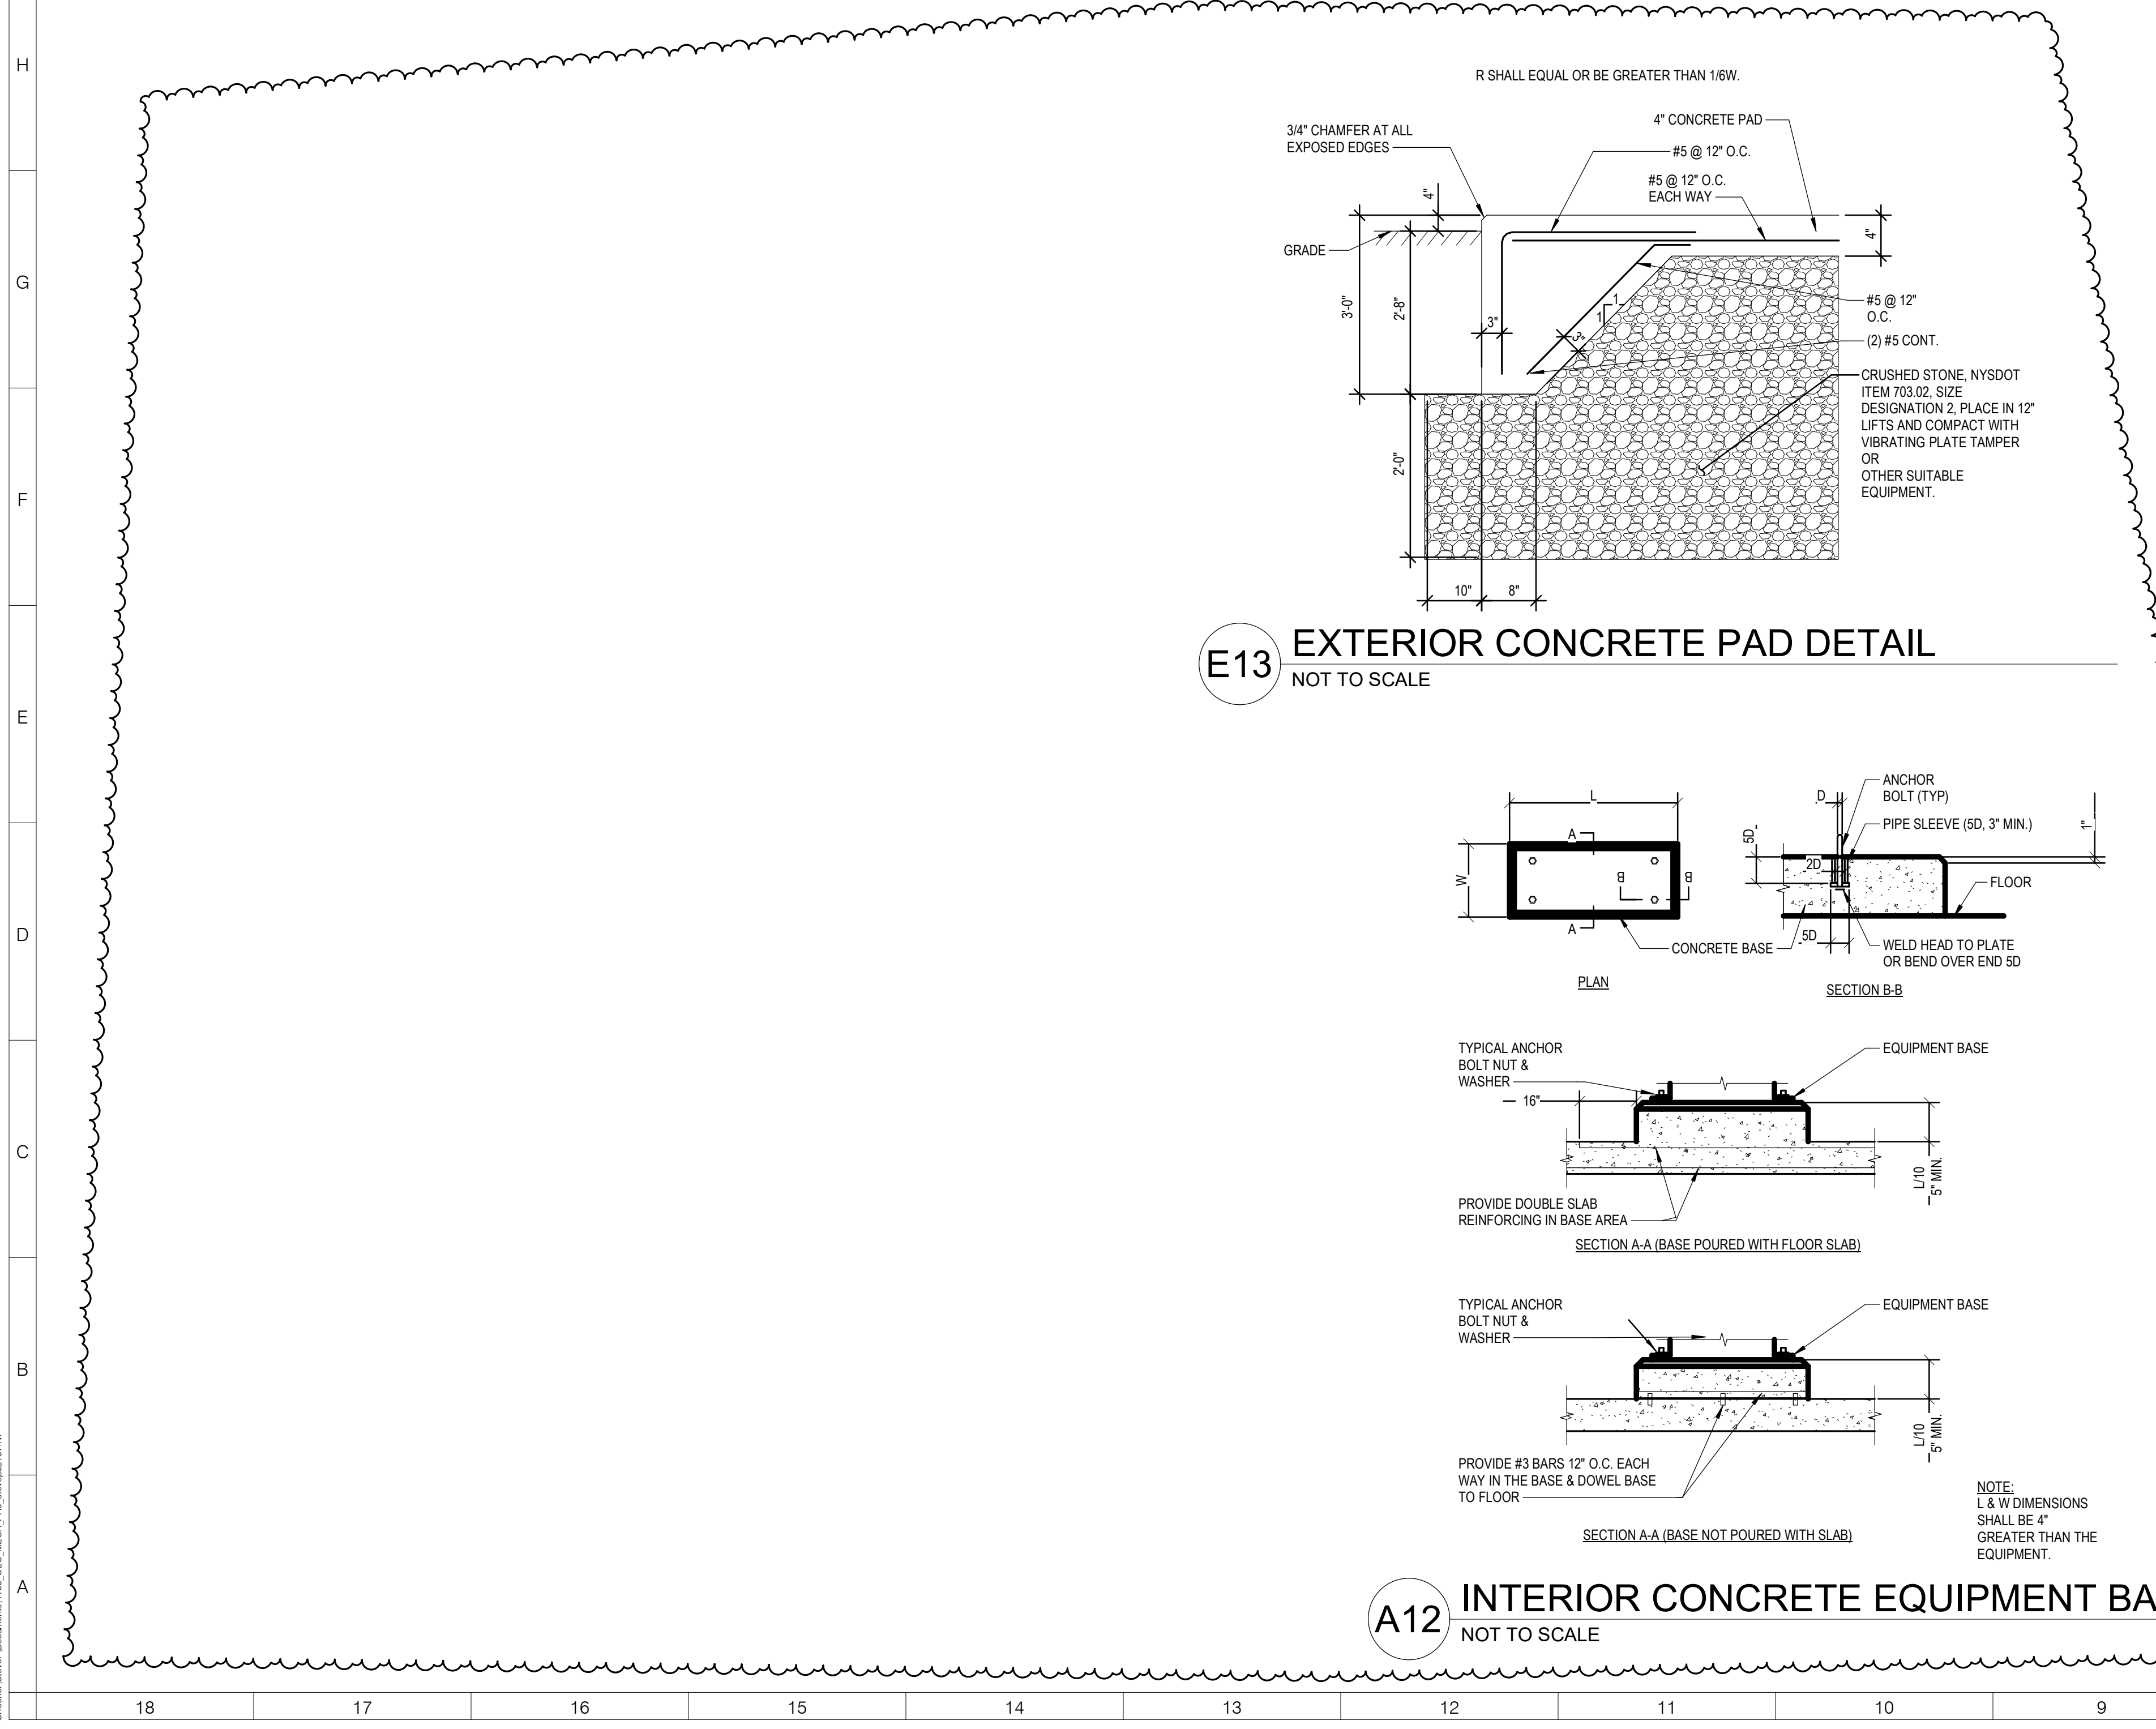 H
G
F
E
D
C
B
A
R SHALL EQUAL OR BE GREATER THAN 1/6W.
3/4" CHAMFER AT ALL
EXPOSED EDGES
4" CONCRETE PAD
#5 @ 12" O.C.
#5 @ 12" O.C.
EACH WAY
4"
4"
GRADE
3'-0"
2'-8"
3"
1
1
3"
#5 @ 12"
O.C.
(2) #5 CONT.
CRUSHED STONE, NYSDOT
ITEM 703.02, SIZE
DESIGNATION 2, PLACE IN 12"
LIFTS AND COMPACT WITH
VIBRATING PLATE TAMPER
OR
OTHER SUITABLE
EQUIPMENT.
2'-0"
10"
8"
E13
EXTERIOR CONCRETE PAD DETAIL
NOT TO SCALE
L
W
A
A
B
B
CONCRETE BASE
PLAN
D
5D
2D
5D
ANCHOR
BOLT (TYP)
PIPE SLEEVE (5D, 3" MIN.)
1"
FLOOR
WELD HEAD TO PLATE
OR BEND OVER END 5D
SECTION B-B
TYPICAL ANCHOR
BOLT NUT &
WASHER
16"
EQUIPMENT BASE
L/10
5" MIN.
PROVIDE DOUBLE SLAB
REINFORCING IN BASE AREA
SECTION A-A (BASE POURED WITH FLOOR SLAB)
TYPICAL ANCHOR
BOLT NUT &
WASHER
EQUIPMENT BASE
L/10
5" MIN.
PROVIDE #3 BARS 12" O.C. EACH
WAY IN THE BASE & DOWEL BASE
TO FLOOR
SECTION A-A (BASE NOT POURED WITH SLAB)
NOTE:
L & W DIMENSIONS
SHALL BE 4"
GREATER THAN THE
EQUIPMENT.
A12
INTERIOR CONCRETE EQUIPMENT BA
NOT TO SCALE
18
17
16
15
14
13
12
11
10
9